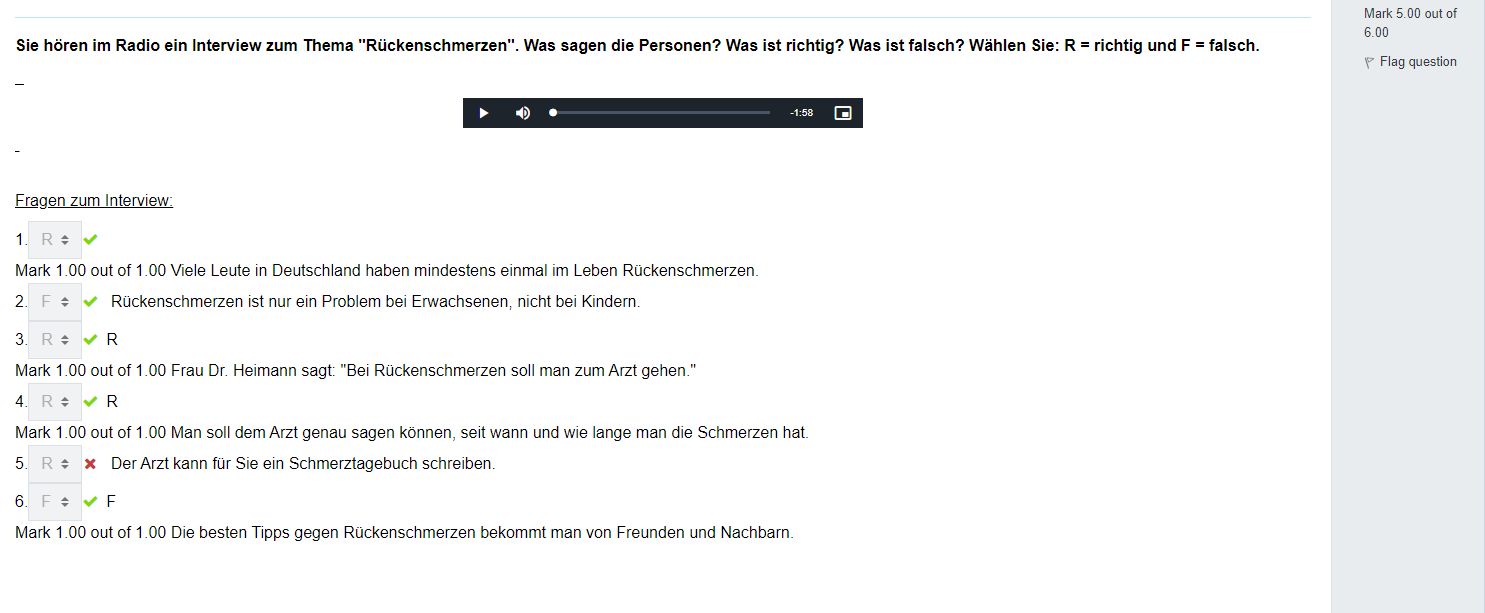 Mark 5.00 out of
6.00
Flag question
Sie hören im Radio ein Interview zum Thema "Rückenschmerzen". Was sagen die Personen? Was ist richtig? Was ist falsch? Wählen Sie: R = richtig und F = falsch.
-1:58
Fragen zum Interview:
1. R
Mark 1.00 out of 1.00 Viele Leute in Deutschland haben mindestens einmal im Leben Rückenschmerzen.
2. F Rückenschmerzen ist nur ein Problem bei Erwachsenen, nicht bei Kindern.
3. R R
Mark 1.00 out of 1.00 Frau Dr. Heimann sagt: "Bei Rückenschmerzen soll man zum Arzt gehen."
4. R R
Mark 1.00 out of 1.00 Man soll dem Arzt genau sagen können, seit wann und wie lange man die Schmerzen hat.
5. R Der Arzt kann für Sie ein Schmerztagebuch schreiben.
6. F F
Mark 1.00 out of 1.00 Die besten Tipps gegen Rückenschmerzen bekommt man von Freunden und Nachbarn.